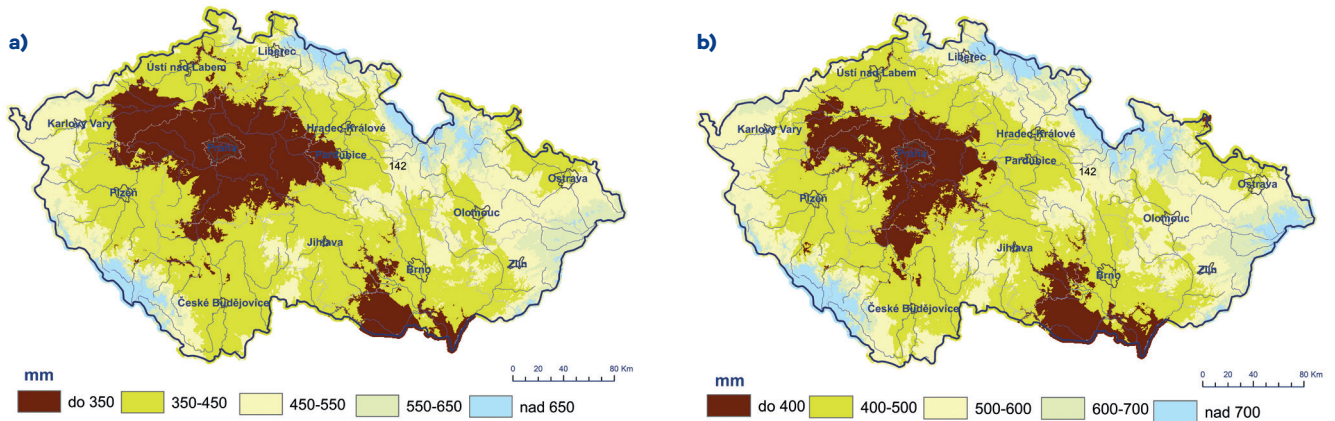 a)
Liberec
Ústí nad Labem
Karlovy Vary
Hradec-Králové
Praha
Pardubice
142
Plzeň
Ostrava
Olomouc
Jihlava
Brno
Zlín
České Budějovice
0 20 40 80 Km
mm
do 350 350-450 450-550 550-650 nad 650
b)
Liberec
Ústí nad Labem
Karlovy Vary
Hradec-Králové
Praha
Pardubice
142
Plzeň
Ostrava
Olomouc
Jihlava
Brno
Zlín
České Budějovice
0 20 40 80 Km
mm
do 400 400-500 500-600 600-700 nad 700